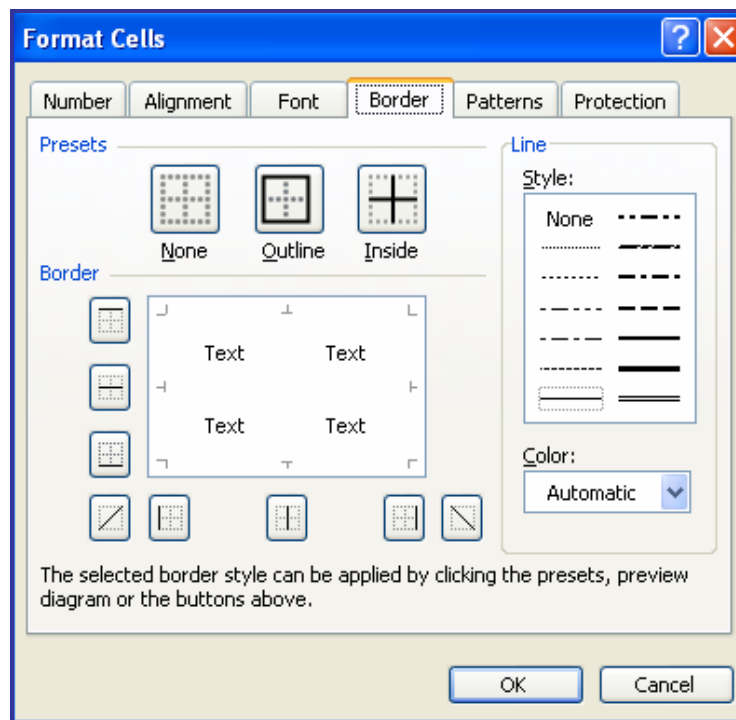 Format Cells
Number Alignment Font Border Patterns Protection
Presets
None Outline Inside
Line
Style:
None
Border
Text Text
Text Text
Color:
Automatic
The selected border style can be applied by clicking the presets, preview
diagram or the buttons above.
OK Cancel